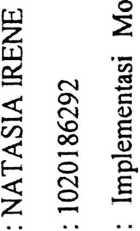 : NATASIA IRENE
: 1020186292
: Implementasi Mo